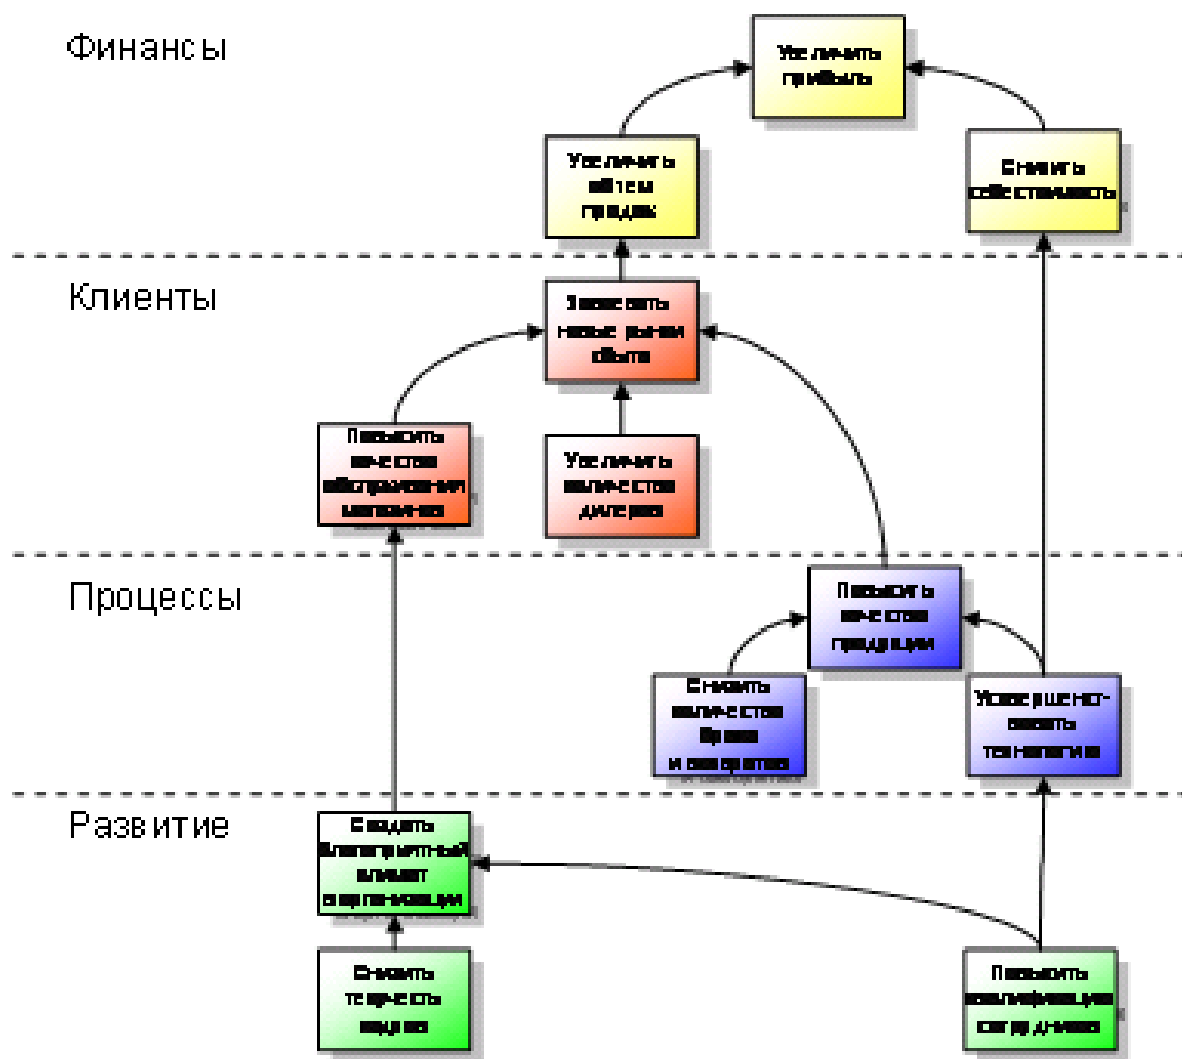 Финансы
Увеличить
прибыль
Увеличить
объем
продаж
Снизить
себестоимость
Клиенты
Завоевать
новые рынки
сбыта
Повысить
качество
обслуживания
Увеличить
количество
дилеров
Процессы
Повысить
качество
продукции
Снизить
количество
брака
и возвратов
Усовершенст-
вовать
технологию
Развитие
Создать
благоприятный
климат
в организации
Снизить
текучесть
кадров
Повысить
квалификацию
сотрудников